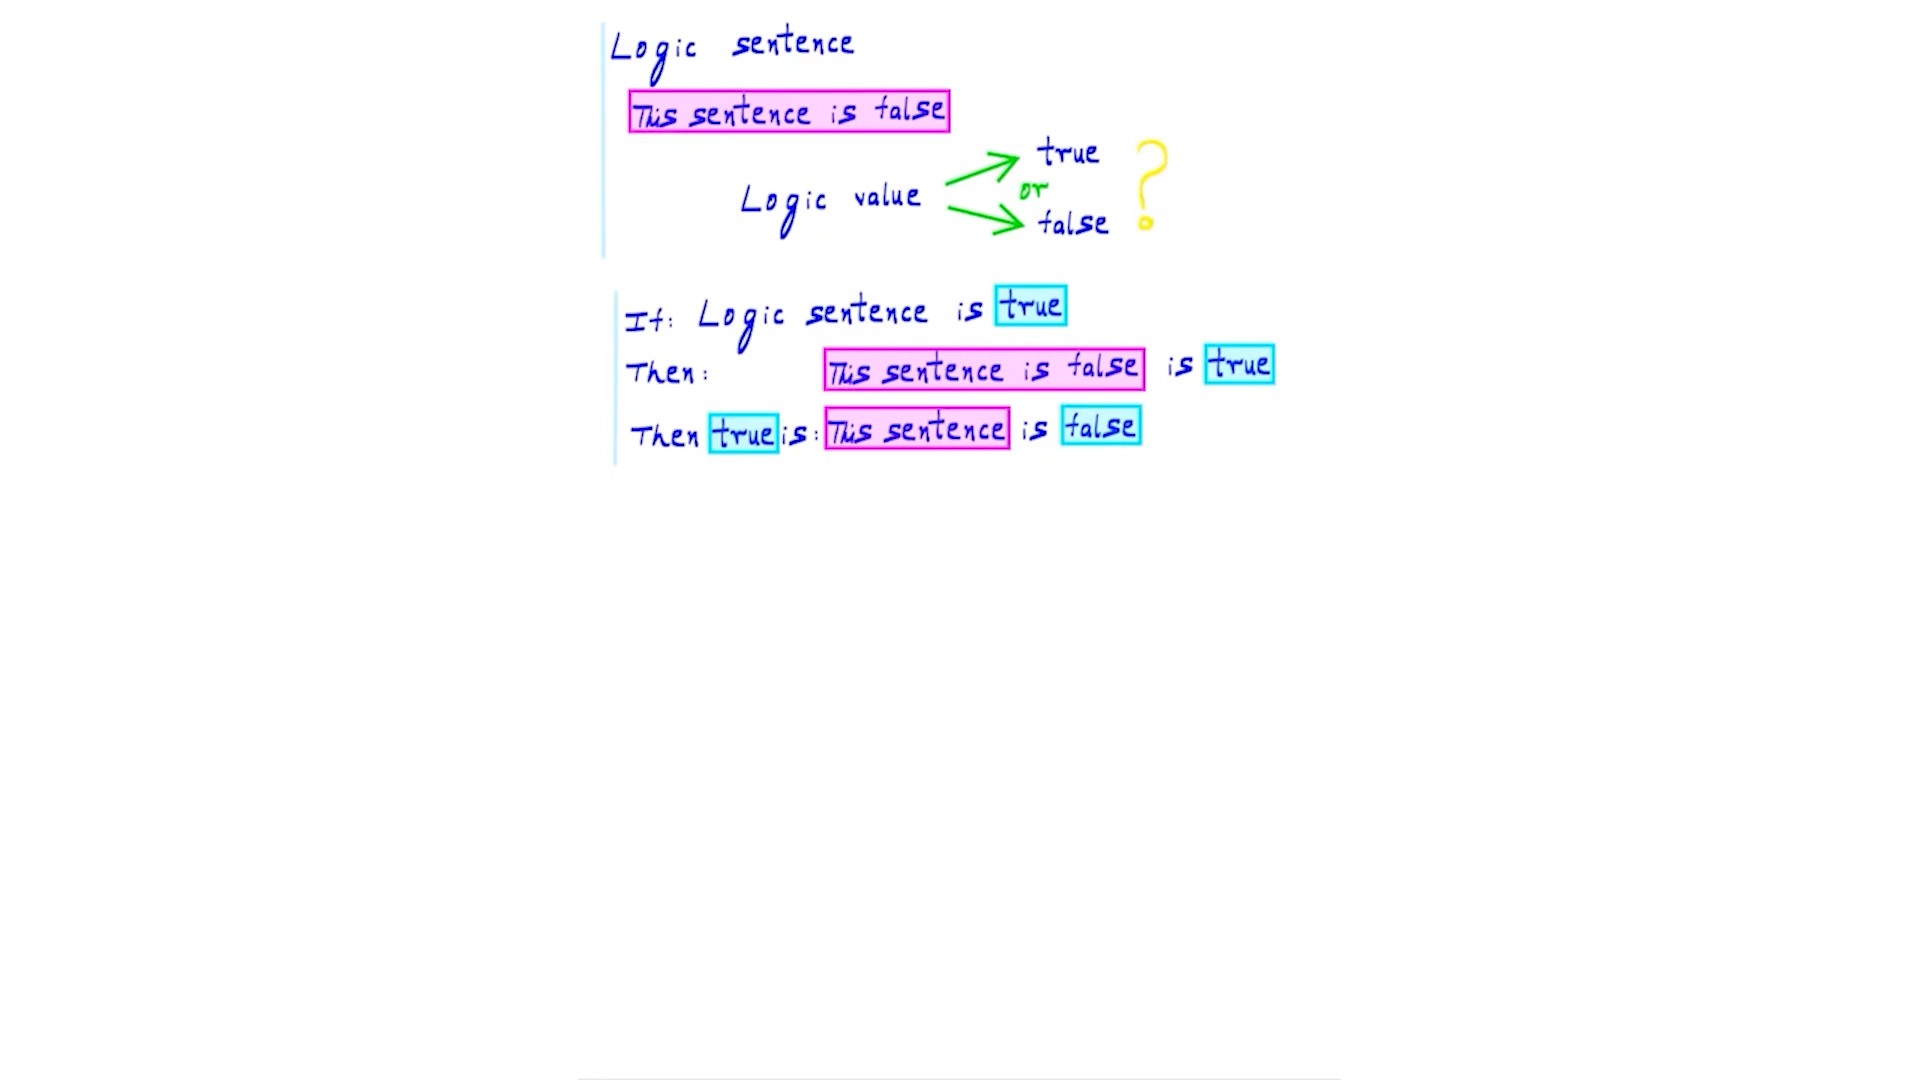 Logic sentence
This sentence is false
true
or
Logic value
false
?
If: Logic sentence is true
Then: This sentence is false is true
Then true is: This sentence is false